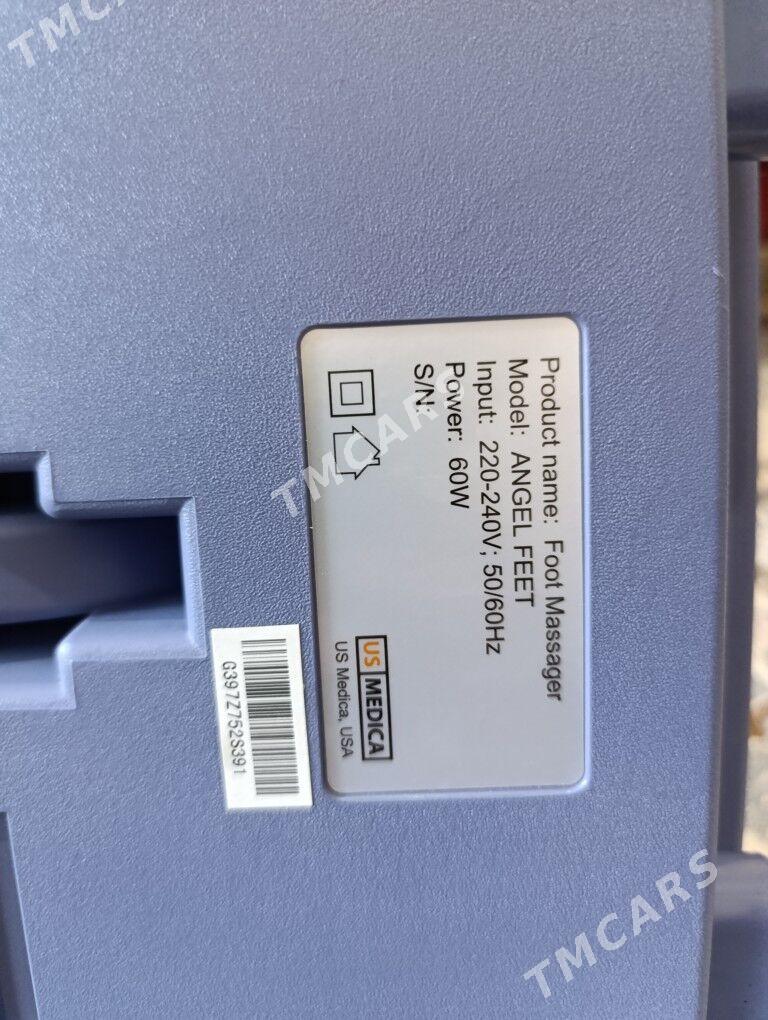 TMCARS
Product name: Foot Massager
Model: ANGEL FEET
Input: 220-240V; 50/60Hz
Power: 60W
S/N:
US MEDICA
US Medica, USA
G397Z752S391
TMCARS
TMCARS